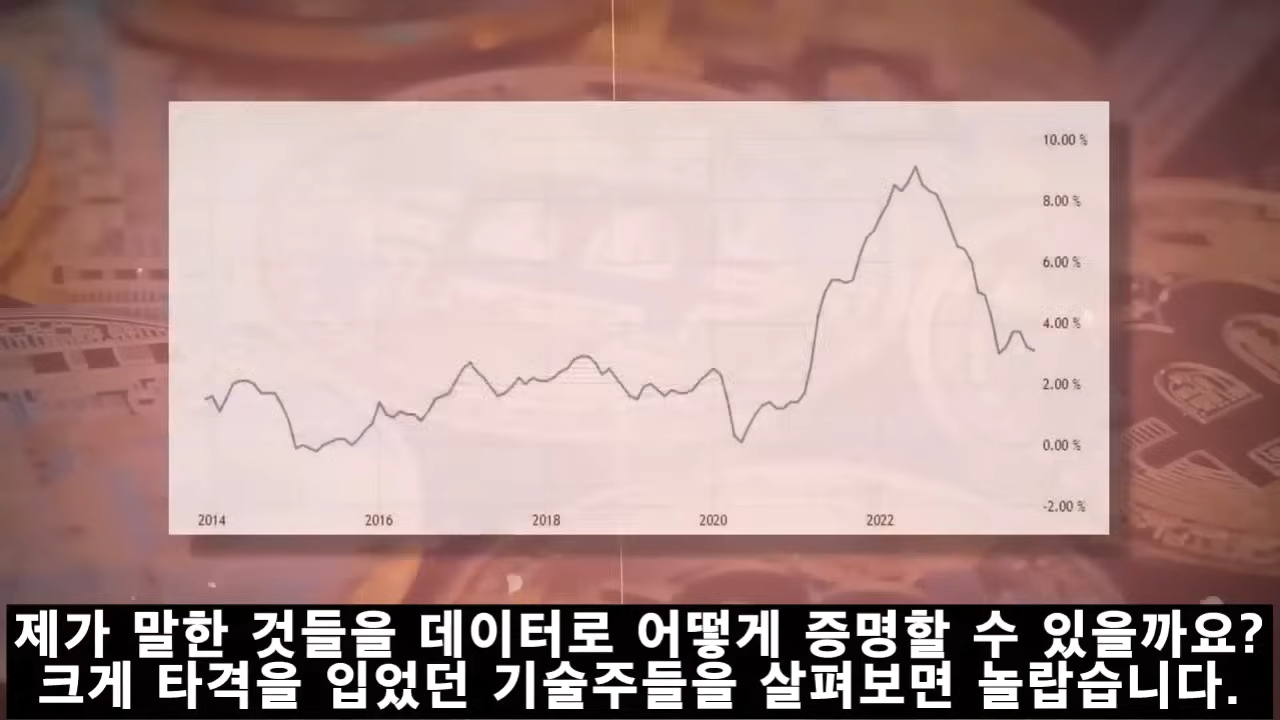 10.00 %
8.00 %
6.00 %
4.00 %
2.00 %
0.00 %
-2.00 %
2014 2016 2018 2020 2022
제가 말한 것들을 데이터로 어떻게 증명할 수 있을까요?
크게 타격을 입었던 기술주들을 살펴보면 놀랍습니다.